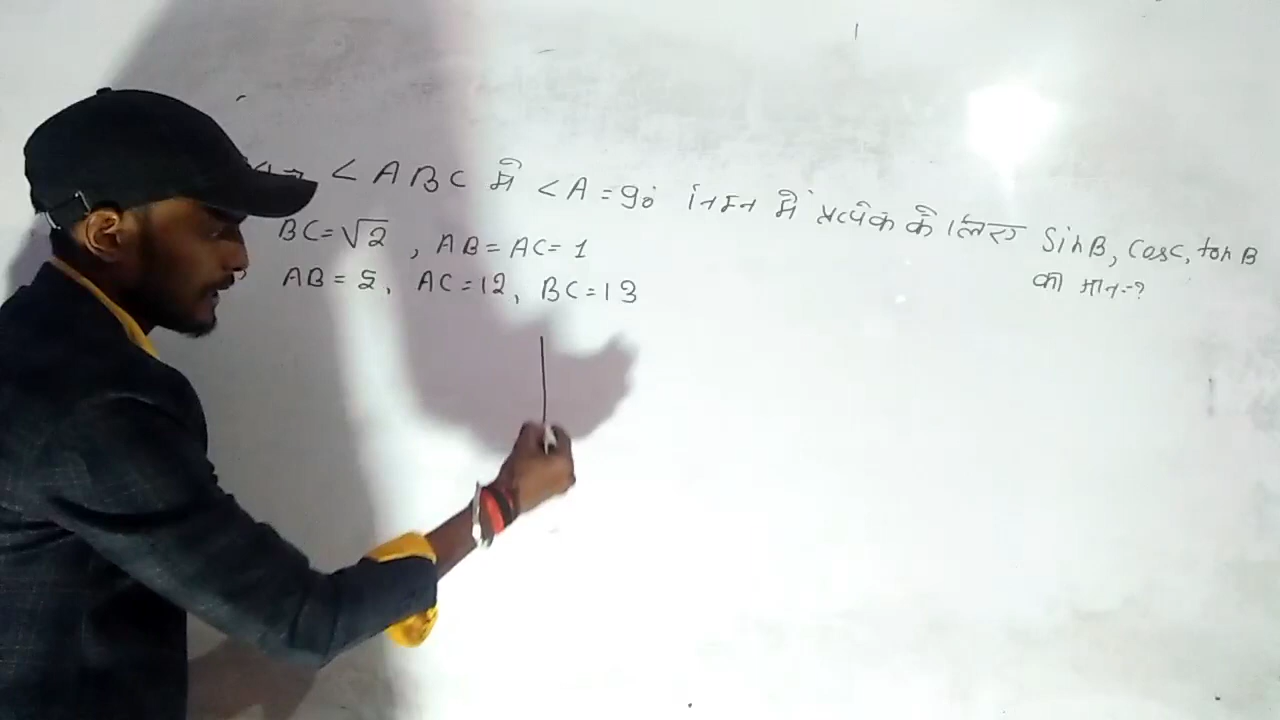 ∠ABC में ∠A = 90° निम्न में प्रत्येक के लिए SinB, Cosc, tanB
का मान-?
BC=√2 , AB = AC = 1
AB = 5, AC = 12, BC = 13